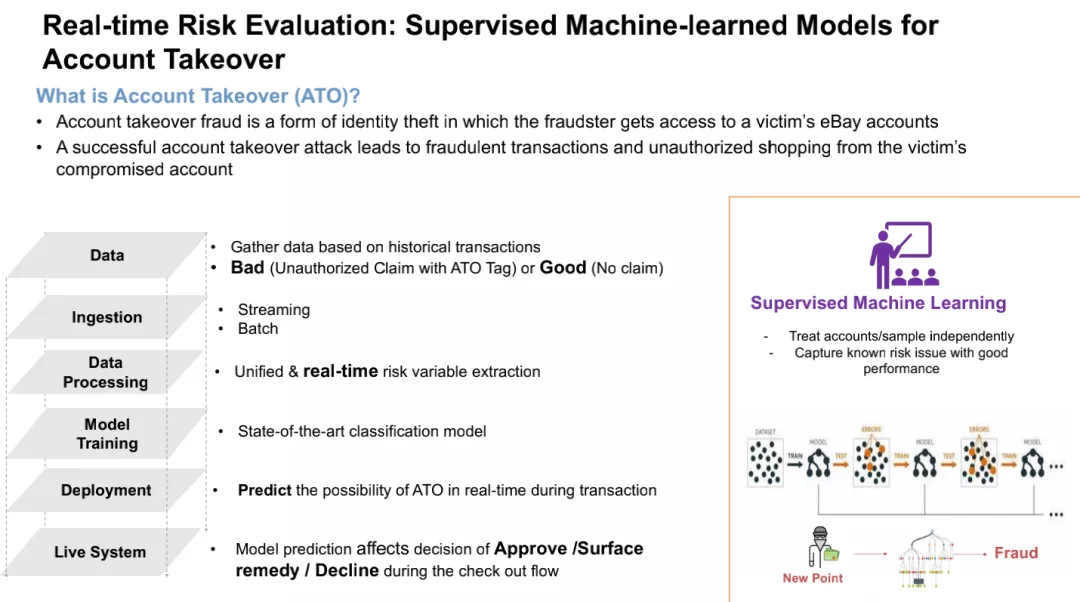 Real-time Risk Evaluation: Supervised Machine-learned Models for
Account Takeover
What is Account Takeover (ATO)?
• Account takeover fraud is a form of identity theft in which the fraudster gets access to a victim's eBay accounts
• A successful account takeover attack leads to fraudulent transactions and unauthorized shopping from the victim's
compromised account
Data
• Gather data based on historical transactions
• Bad (Unauthorized Claim with ATO Tag) or Good (No claim)
Ingestion
• Streaming
• Batch
Data
Processing
• Unified & real-time risk variable extraction
Model
Training
• State-of-the-art classification model
Deployment
• Predict the possibility of ATO in real-time during transaction
Live System
• Model prediction affects decision of Approve /Surface
remedy / Decline during the check out flow
Supervised Machine Learning
- Treat accounts/sample independently
- Capture known risk issue with good
performance
DATASET
TRAIN
MODEL
TEST
ERRORS
TRAIN
MODEL
TEST
ERRORS
TRAIN
MODEL
New Point
Fraud